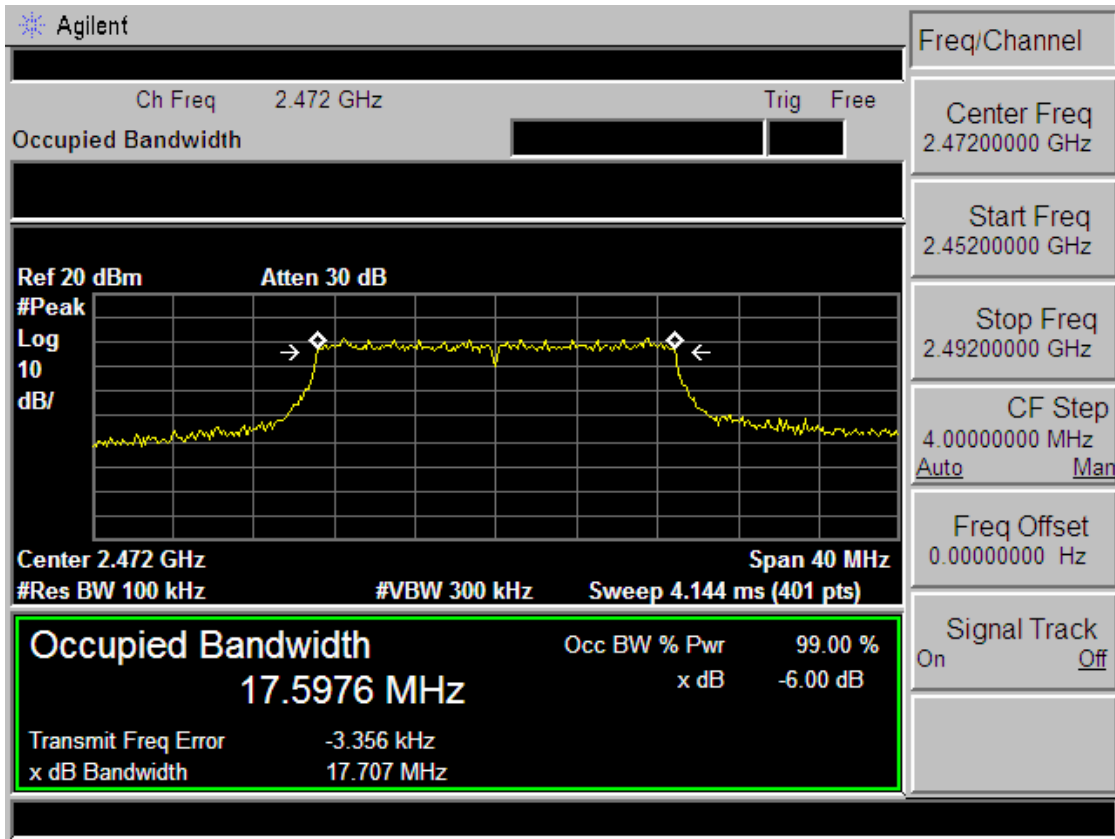 Agilent
Freq/Channel
Ch Freq 2.472 GHz Trig Free
Occupied Bandwidth
Center Freq
2.47200000 GHz
Start Freq
2.45200000 GHz
Stop Freq
2.49200000 GHz
CF Step
4.00000000 MHz
Auto Man
Freq Offset
0.00000000 Hz
Signal Track
On Off
Ref 20 dBm Atten 30 dB
#Peak
Log
10
dB/
Center 2.472 GHz Span 40 MHz
#Res BW 100 kHz #VBW 300 kHz Sweep 4.144 ms (401 pts)
Occupied Bandwidth Occ BW % Pwr 99.00 %
17.5976 MHz x dB -6.00 dB
Transmit Freq Error -3.356 kHz
x dB Bandwidth 17.707 MHz